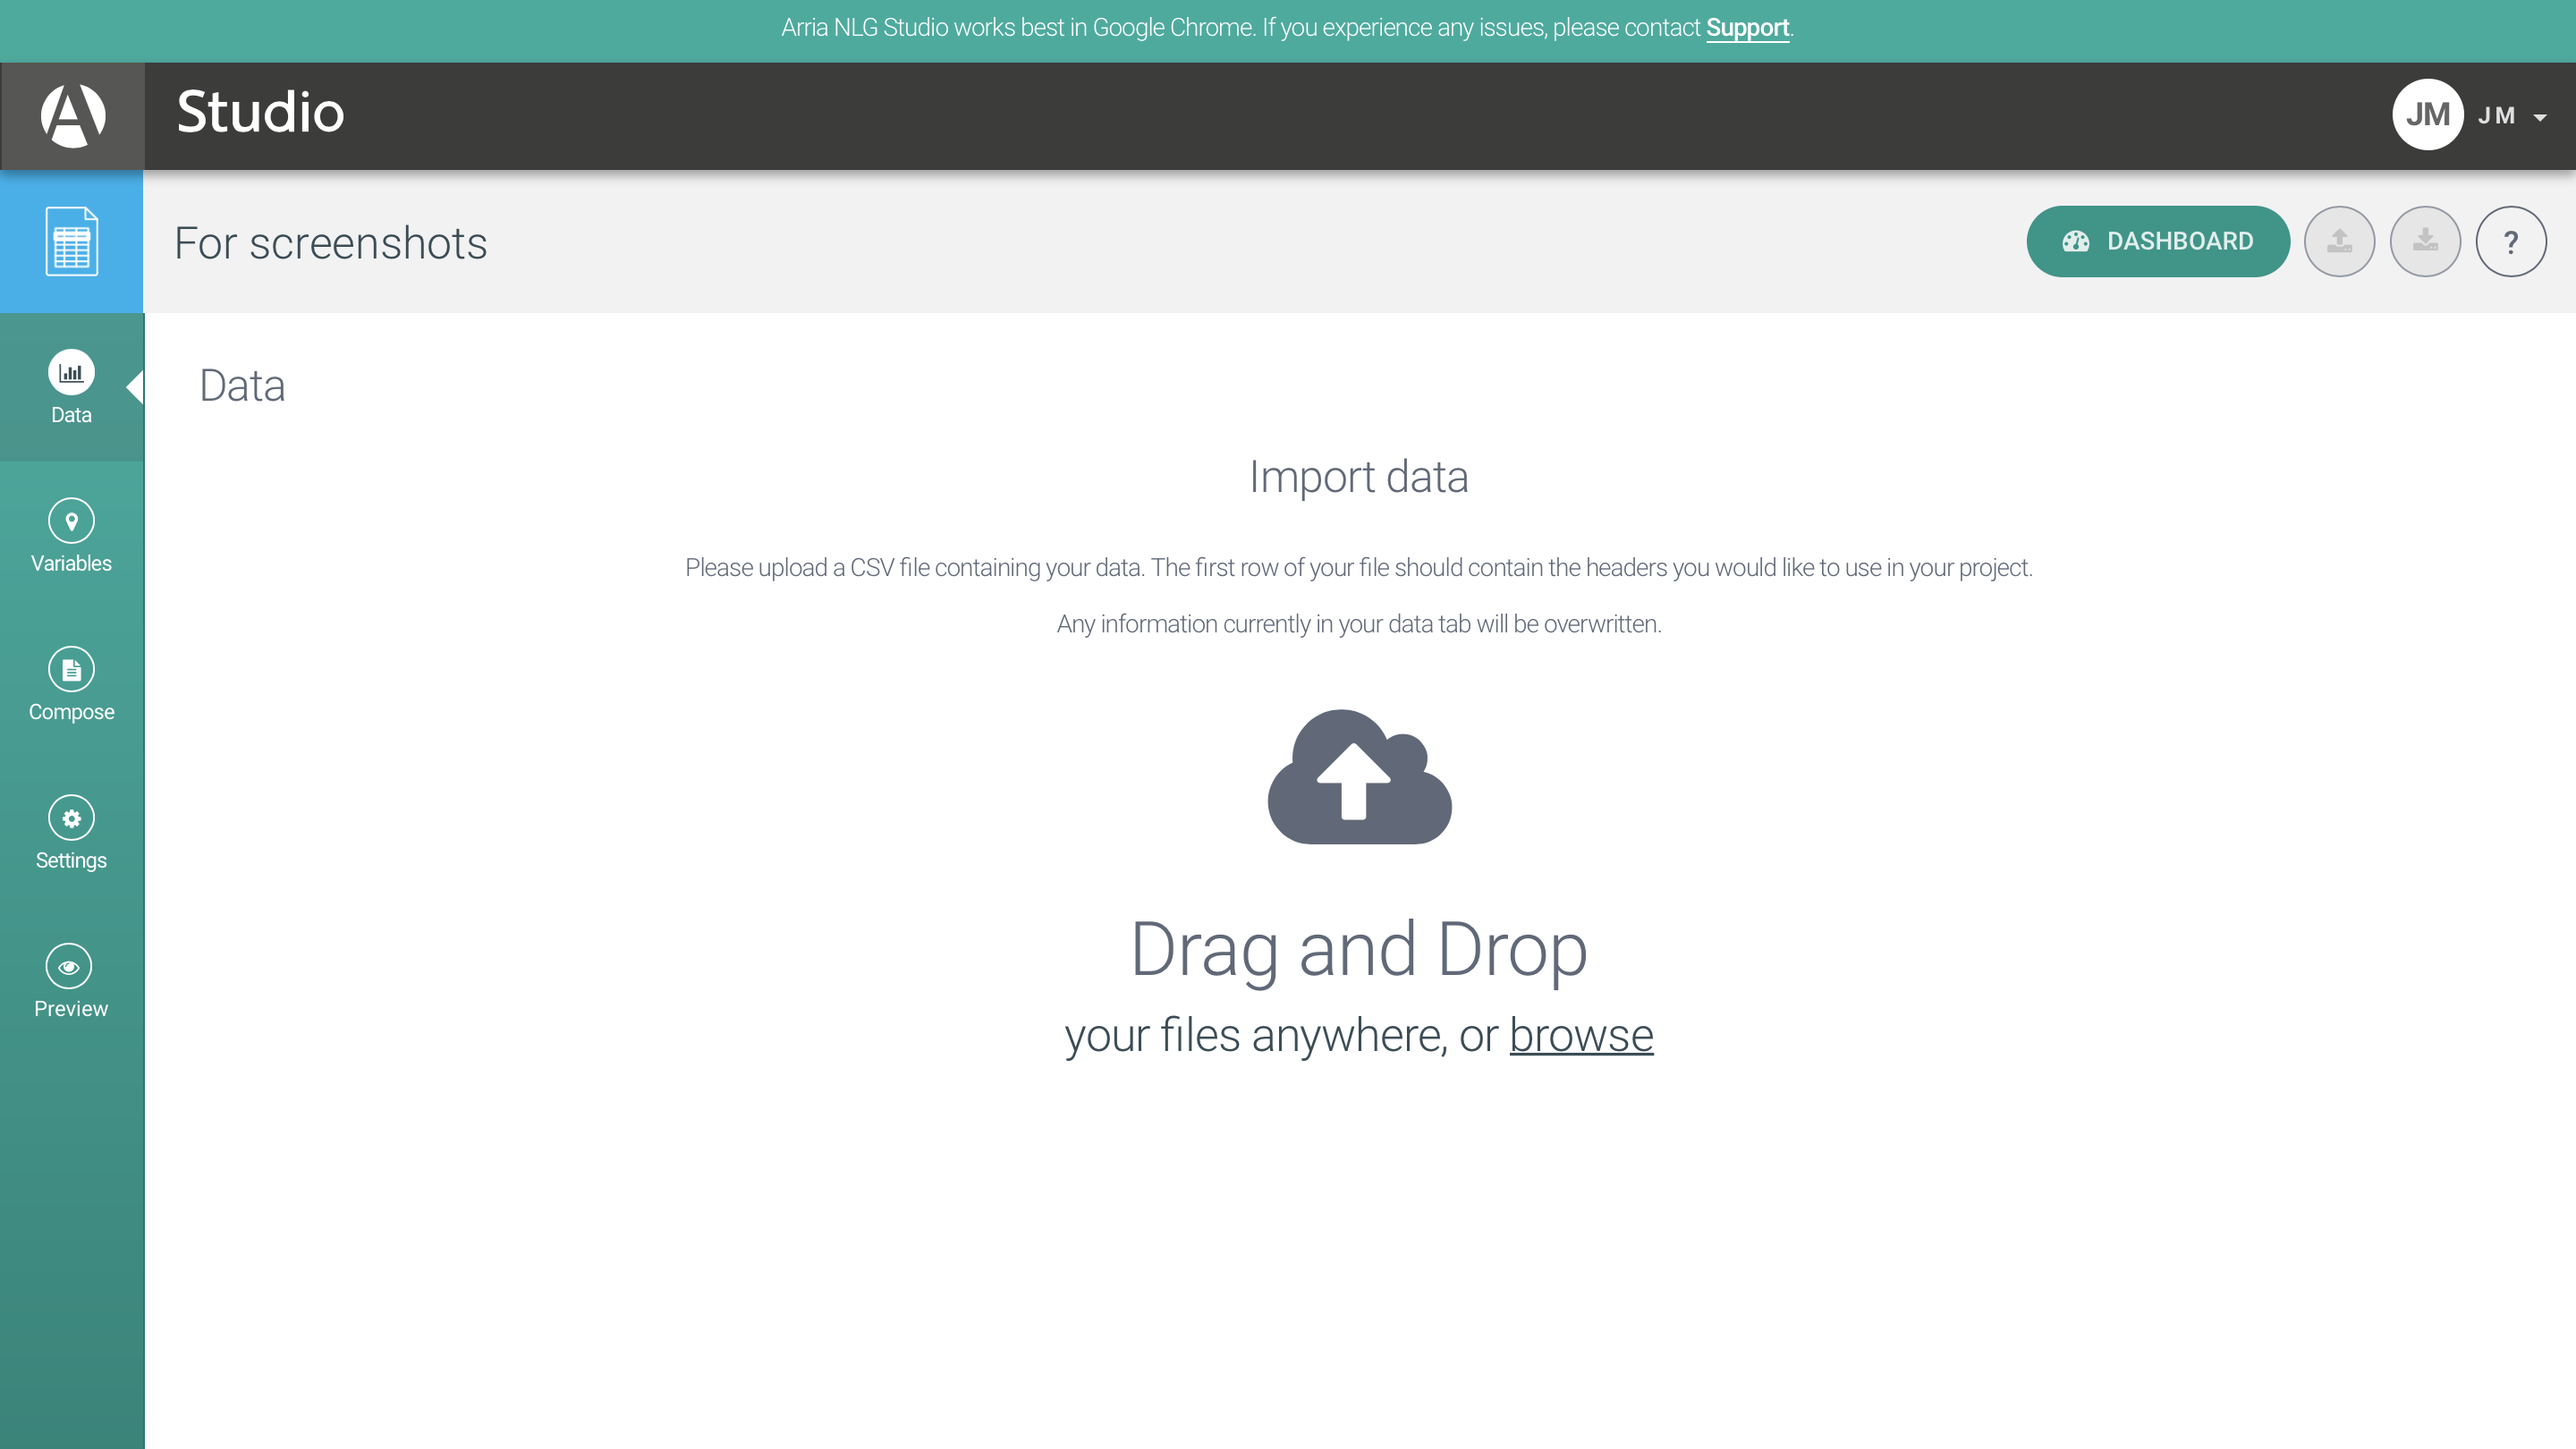 Arria NLG Studio works best in Google Chrome. If you experience any issues, please contact Support.
Studio
JM
J M
For screenshots
DASHBOARD
?
Data
Data
Variables
Compose
Settings
Preview
Import data
Please upload a CSV file containing your data. The first row of your file should contain the headers you would like to use in your project.
Any information currently in your data tab will be overwritten.
Drag and Drop
your files anywhere, or browse